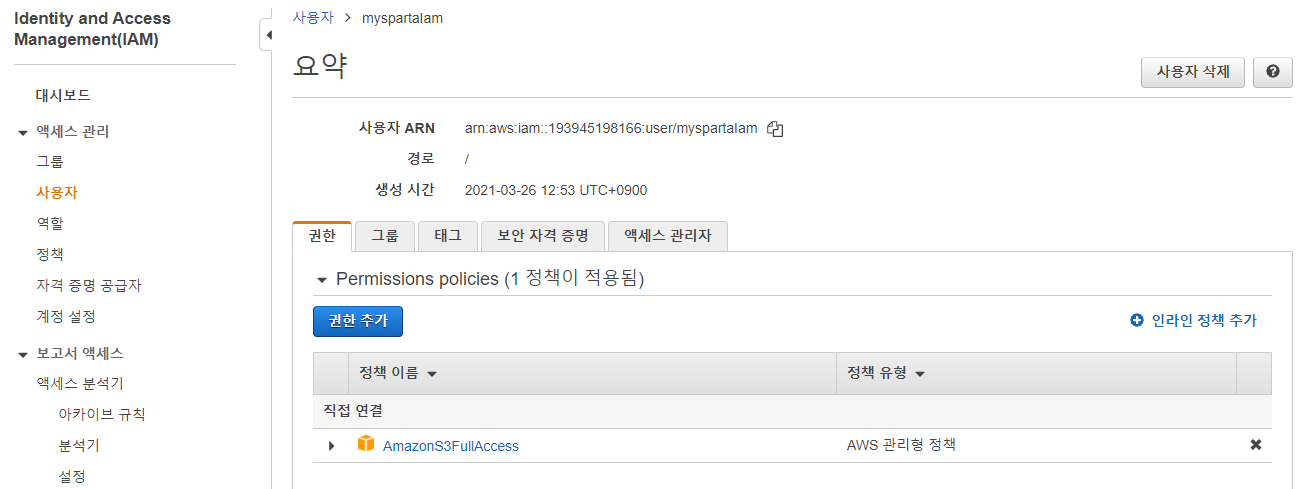 Identity and Access
Management(IAM)
대시보드
액세스 관리
그룹
사용자
역할
정책
자격 증명 공급자
계정 설정
보고서 액세스
액세스 분석기
아카이브 규칙
분석기
설정
사용자 > myspartalam
요약
사용자 삭제
사용자 ARN arn:aws:iam::193945198166:user/myspartalam
경로 /
생성 시간 2021-03-26 12:53 UTC+0900
권한 그룹 태그 보안 자격 증명 액세스 관리자
Permissions policies (1 정책이 적용됨)
권한 추가 인라인 정책 추가
정책 이름 정책 유형
직접 연결
AmazonS3FullAccess AWS 관리형 정책